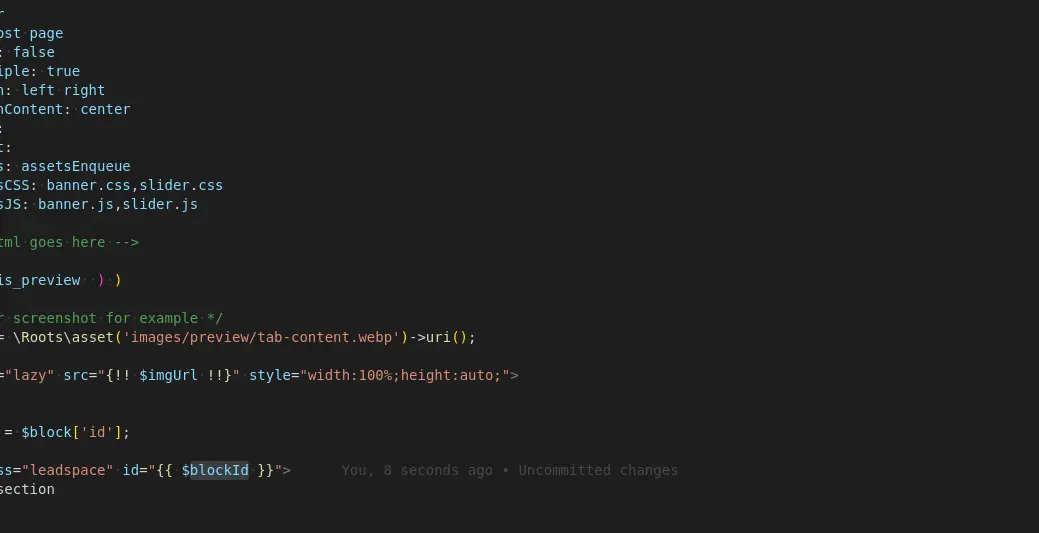 r
ost page
: false
iple: true
n: left right
nContent: center
:
t:
s: assetsEnqueue
sCSS: banner.css,slider.css
sJS: banner.js,slider.js
tml goes here -->
is_preview  ) )
r screenshot for example */
= \Roots\asset('images/preview/tab-content.webp')->uri();
="lazy" src="{!! $imgUrl !!}" style="width:100%;height:auto;">
= $block['id'];
ss="leadspace" id="{{ $blockId }}"> You, 8 seconds ago • Uncommitted changes
section